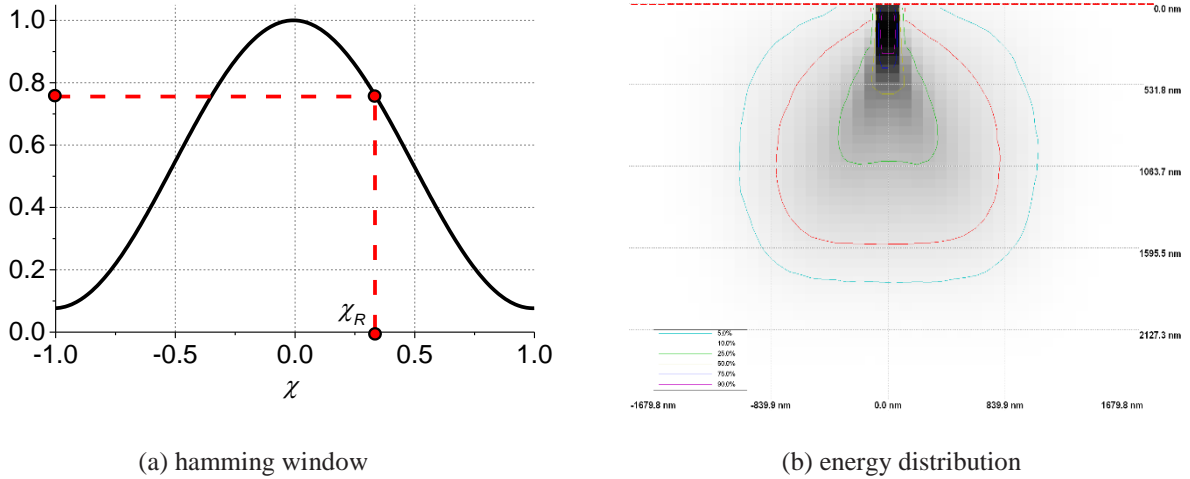 1.0
0.8
0.6
0.4
0.2
0.0
-1.0
-0.5
0.0
0.5
1.0
χ
χR
(a) hamming window
0.0 nm
531.8 nm
1063.7 nm
1595.5 nm
2127.3 nm
5.0%
10.0%
25.0%
50.0%
75.0%
90.0%
-1679.8 nm
-839.9 nm
0.0 nm
839.9 nm
1679.8 nm
(b) energy distribution